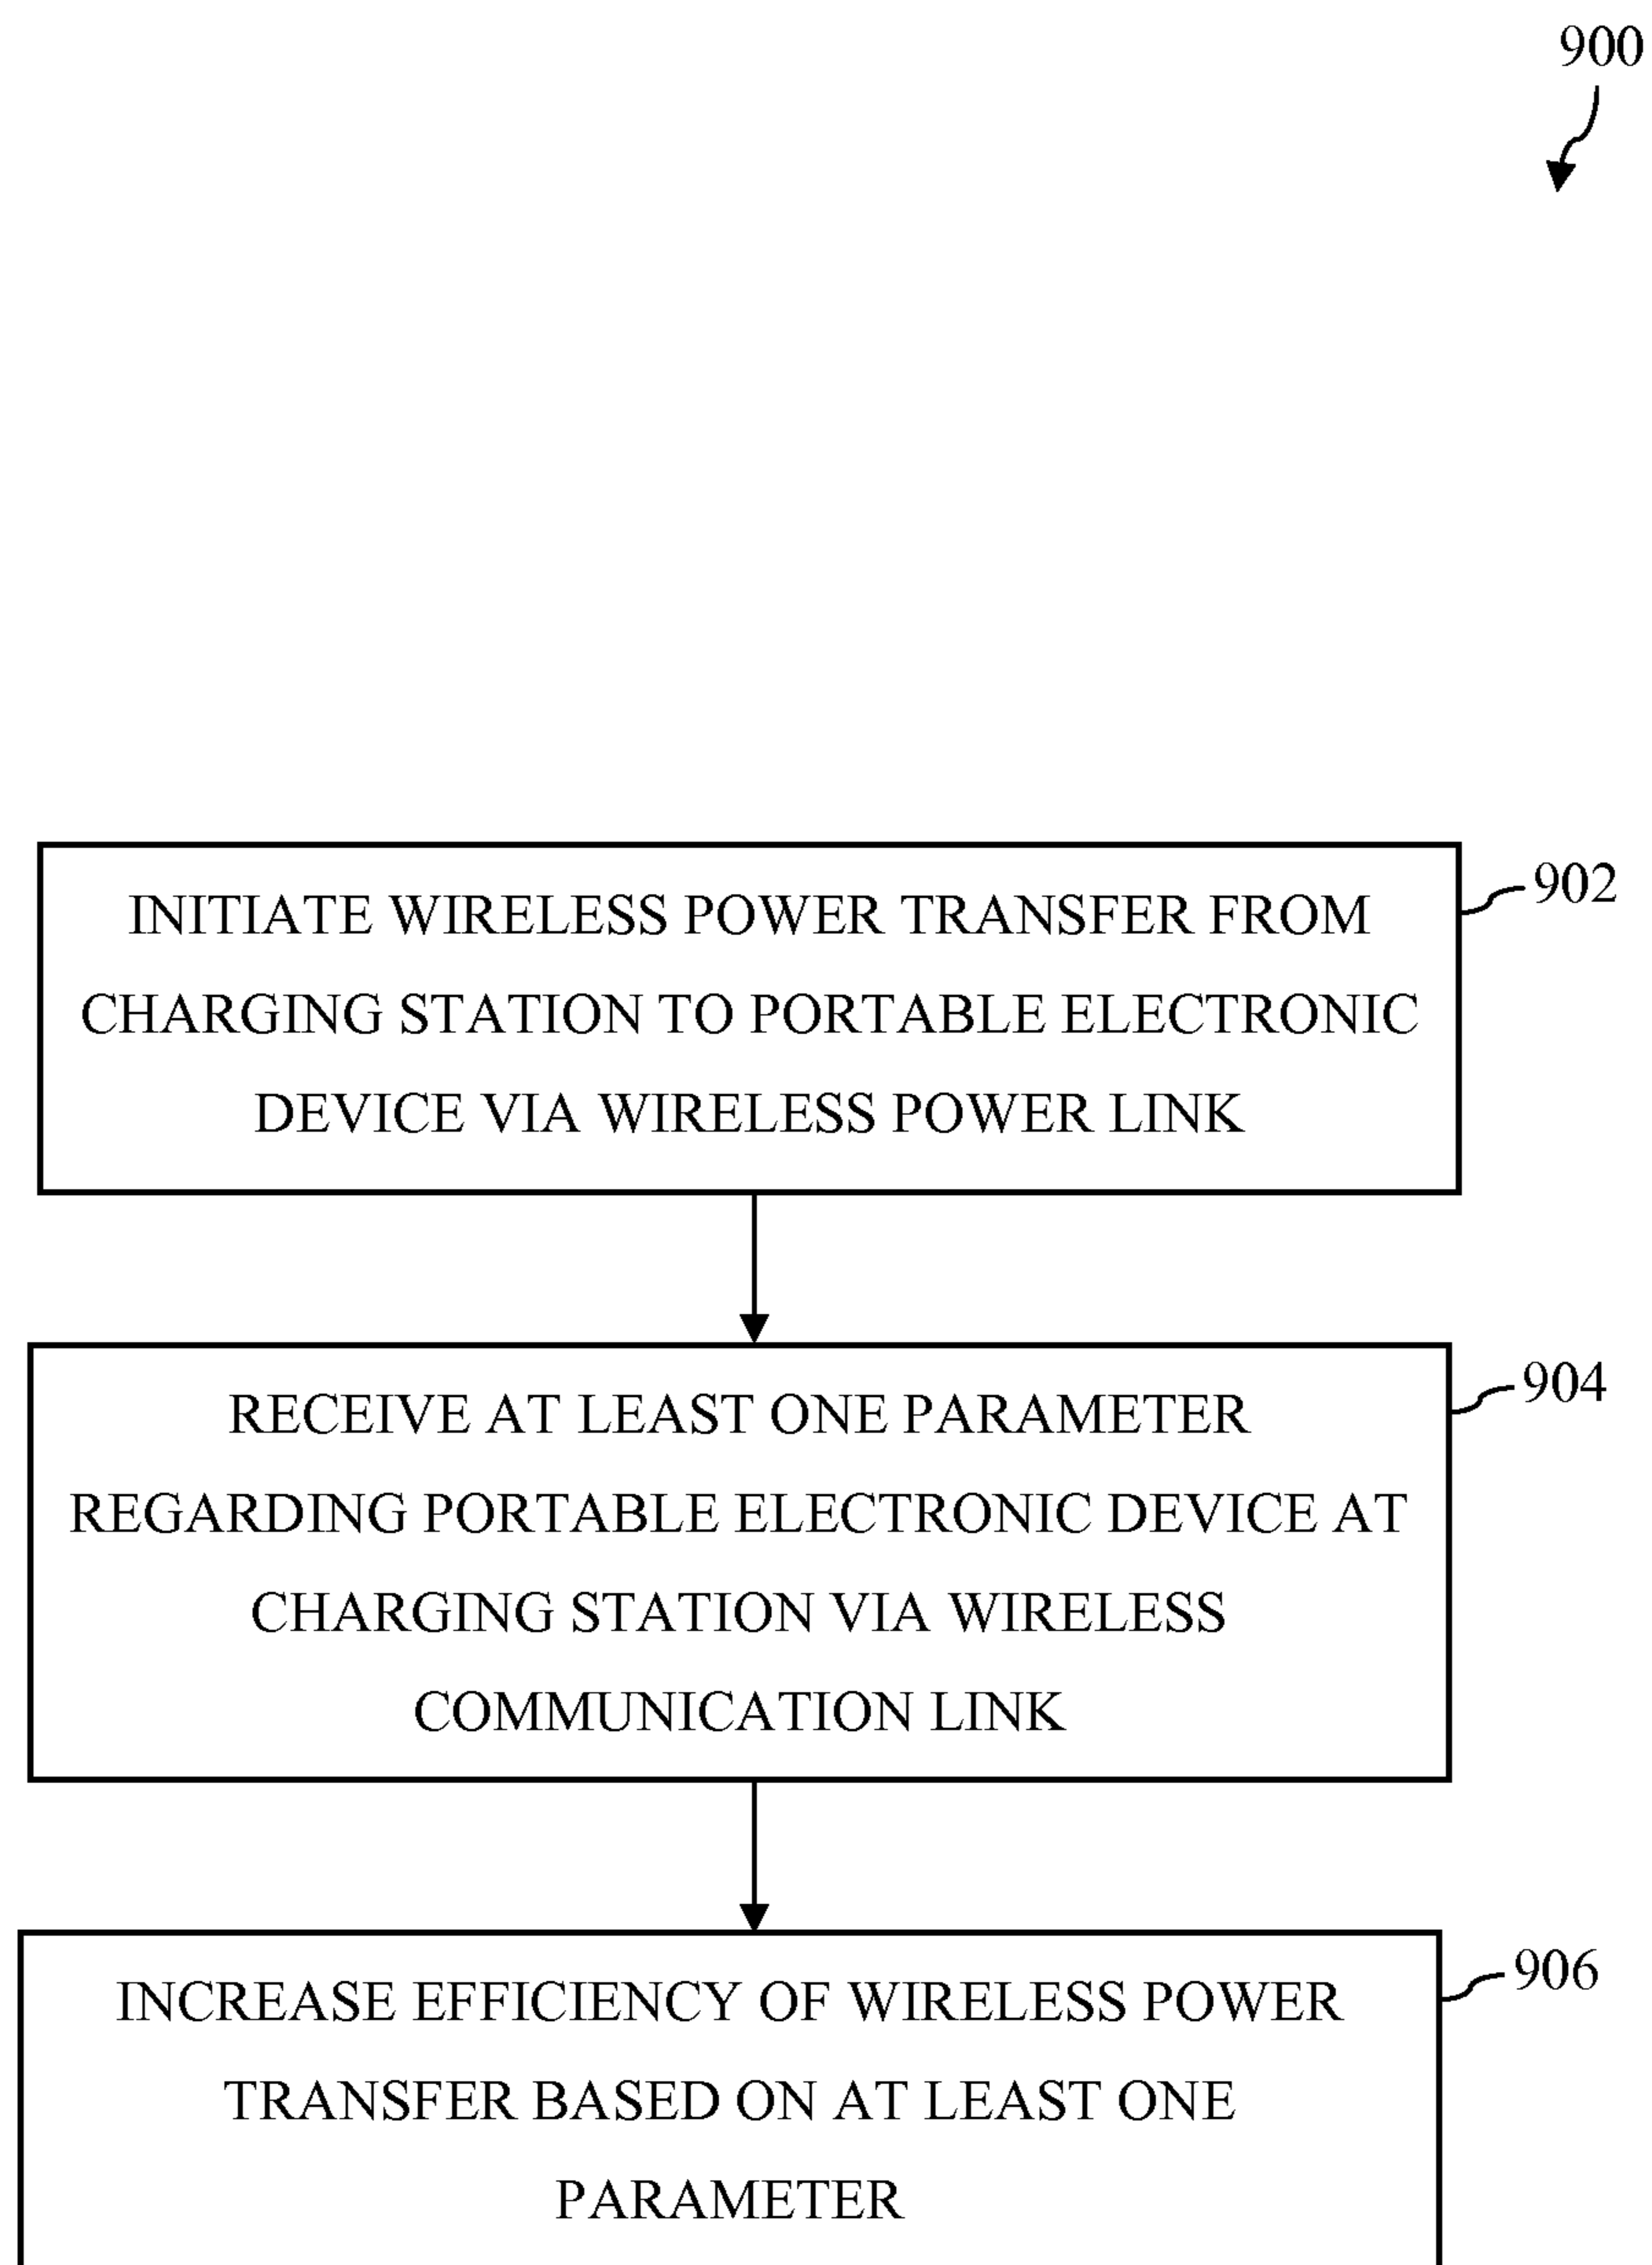 900
INITIATE WIRELESS POWER TRANSFER FROM
CHARGING STATION TO PORTABLE ELECTRONIC
DEVICE VIA WIRELESS POWER LINK
902
RECEIVE AT LEAST ONE PARAMETER
REGARDING PORTABLE ELECTRONIC DEVICE AT
CHARGING STATION VIA WIRELESS
COMMUNICATION LINK
904
INCREASE EFFICIENCY OF WIRELESS POWER
TRANSFER BASED ON AT LEAST ONE
PARAMETER
906